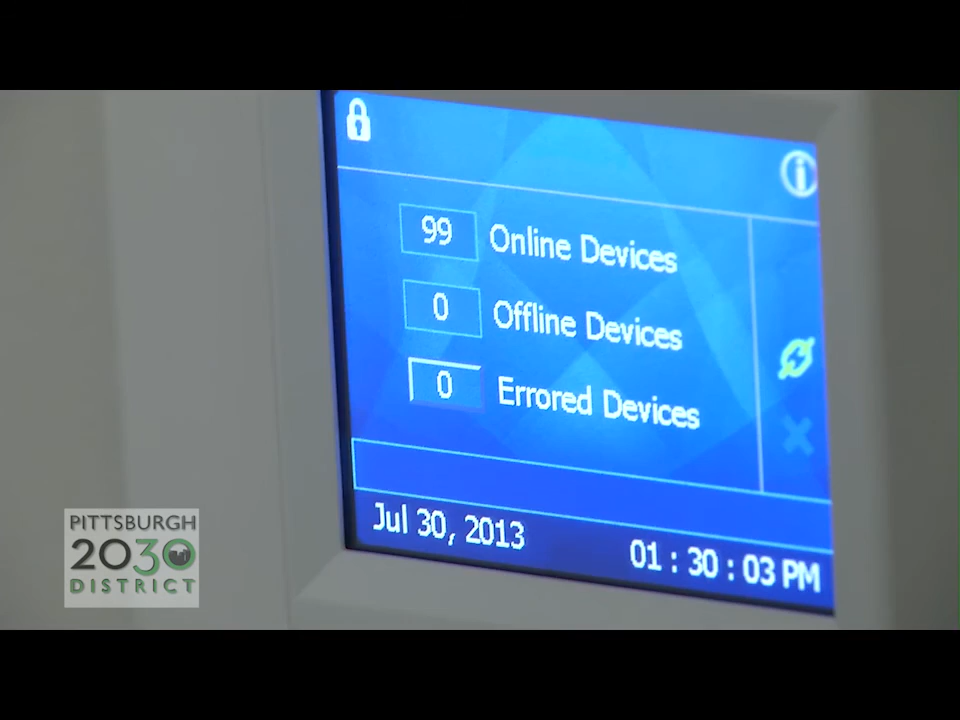 99 Online Devices
0 Offline Devices
0 Errored Devices
Jul 30, 2013
01 : 30 : 03 PM
PITTSBURGH
2030
DISTRICT